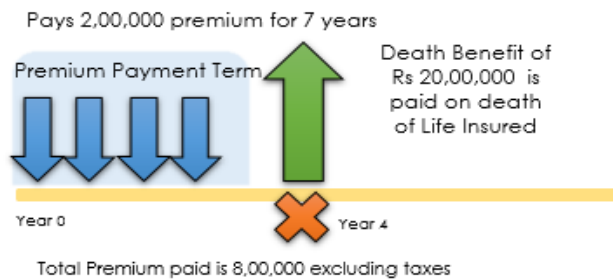 Pays 2,00,000 premium for 7 years
Premium Payment Term
Death Benefit of
Rs 20,00,000 is
paid on death
of Life Insured
Year 0
Year 4
Total Premium paid is 8,00,000 excluding taxes